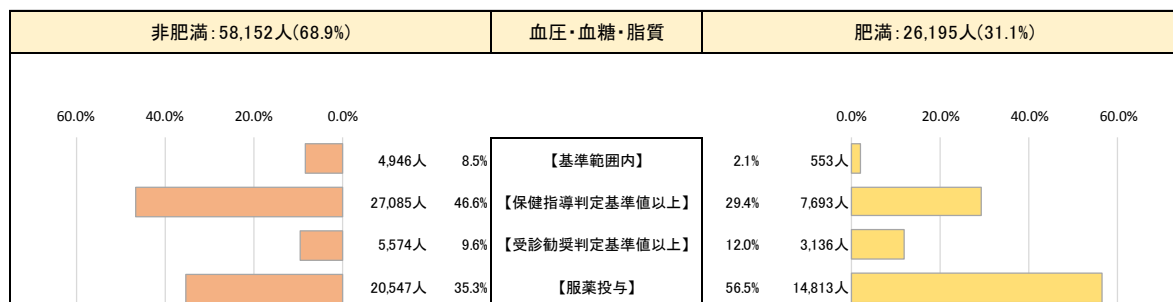 非肥満：58,152人(68.9%) 血圧・血糖・脂質 肥満：26,195人(31.1%)
60.0% 40.0% 20.0% 0.0% 0.0% 20.0% 40.0% 60.0%
4,946人 8.5% 【基準範囲内】 2.1% 553人
27,085人 46.6% 【保健指導判定基準値以上】 29.4% 7,693人
5,574人 9.6% 【受診勧奨判定基準値以上】 12.0% 3,136人
20,547人 35.3% 【服薬投与】 56.5% 14,813人